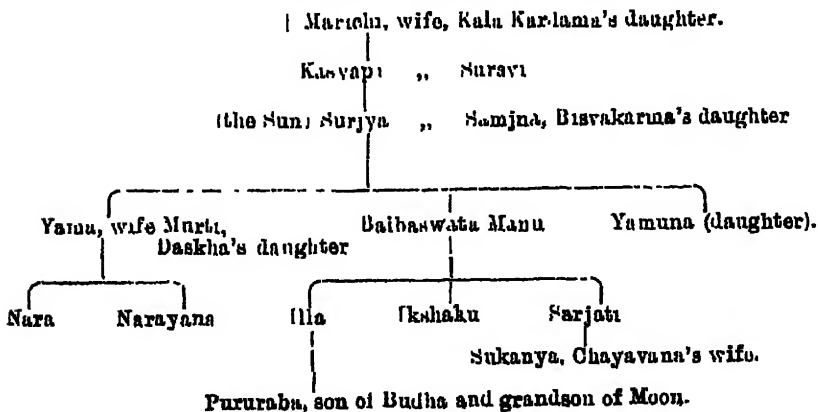 Marichi, wife, Kala Kardama's daughter.
Kasyapa „ Suravi
(the Sun) Surjya „ Samjna, Bisvakarma's daughter
Yama, wife Murti, Baibaswata Manu Yamuna (daughter).
Daskha's daughter
Nara Narayana Illa Ikshaku Sarjati
Sukanya, Chayavana's wife.
Pururaba, son of Budha and grandson of Moon.